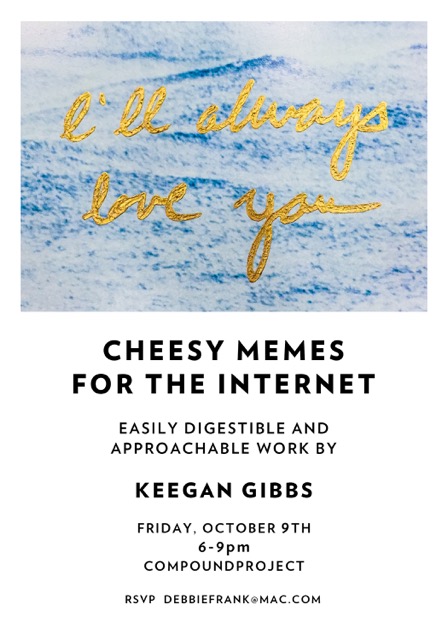 I'll always
love you
CHEESY MEMES
FOR THE INTERNET
EASILY DIGESTIBLE AND
APPROACHABLE WORK BY
KEEGAN GIBBS
FRIDAY, OCTOBER 9TH
6-9pm
COMPOUNDPROJECT
RSVP DEBBIEFRANK@MAC.COM